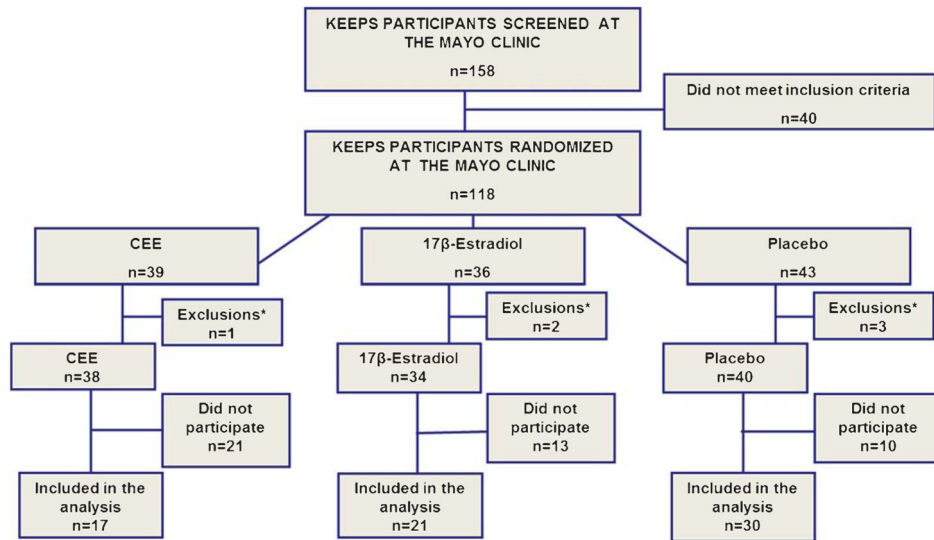 KEEPS PARTICIPANTS SCREENED AT
THE MAYO CLINIC
n=158
Did not meet inclusion criteria
n=40
KEEPS PARTICIPANTS RANDOMIZED
AT THE MAYO CLINIC
n=118
CEE
n=39
17β-Estradiol
n=36
Placebo
n=43
Exclusions*
n=1
Exclusions*
n=2
Exclusions*
n=3
CEE
n=38
17β-Estradiol
n=34
Placebo
n=40
Did not
participate
n=21
Did not
participate
n=13
Did not
participate
n=10
Included in the
analysis
n=17
Included in the
analysis
n=21
Included in the
analysis
n=30